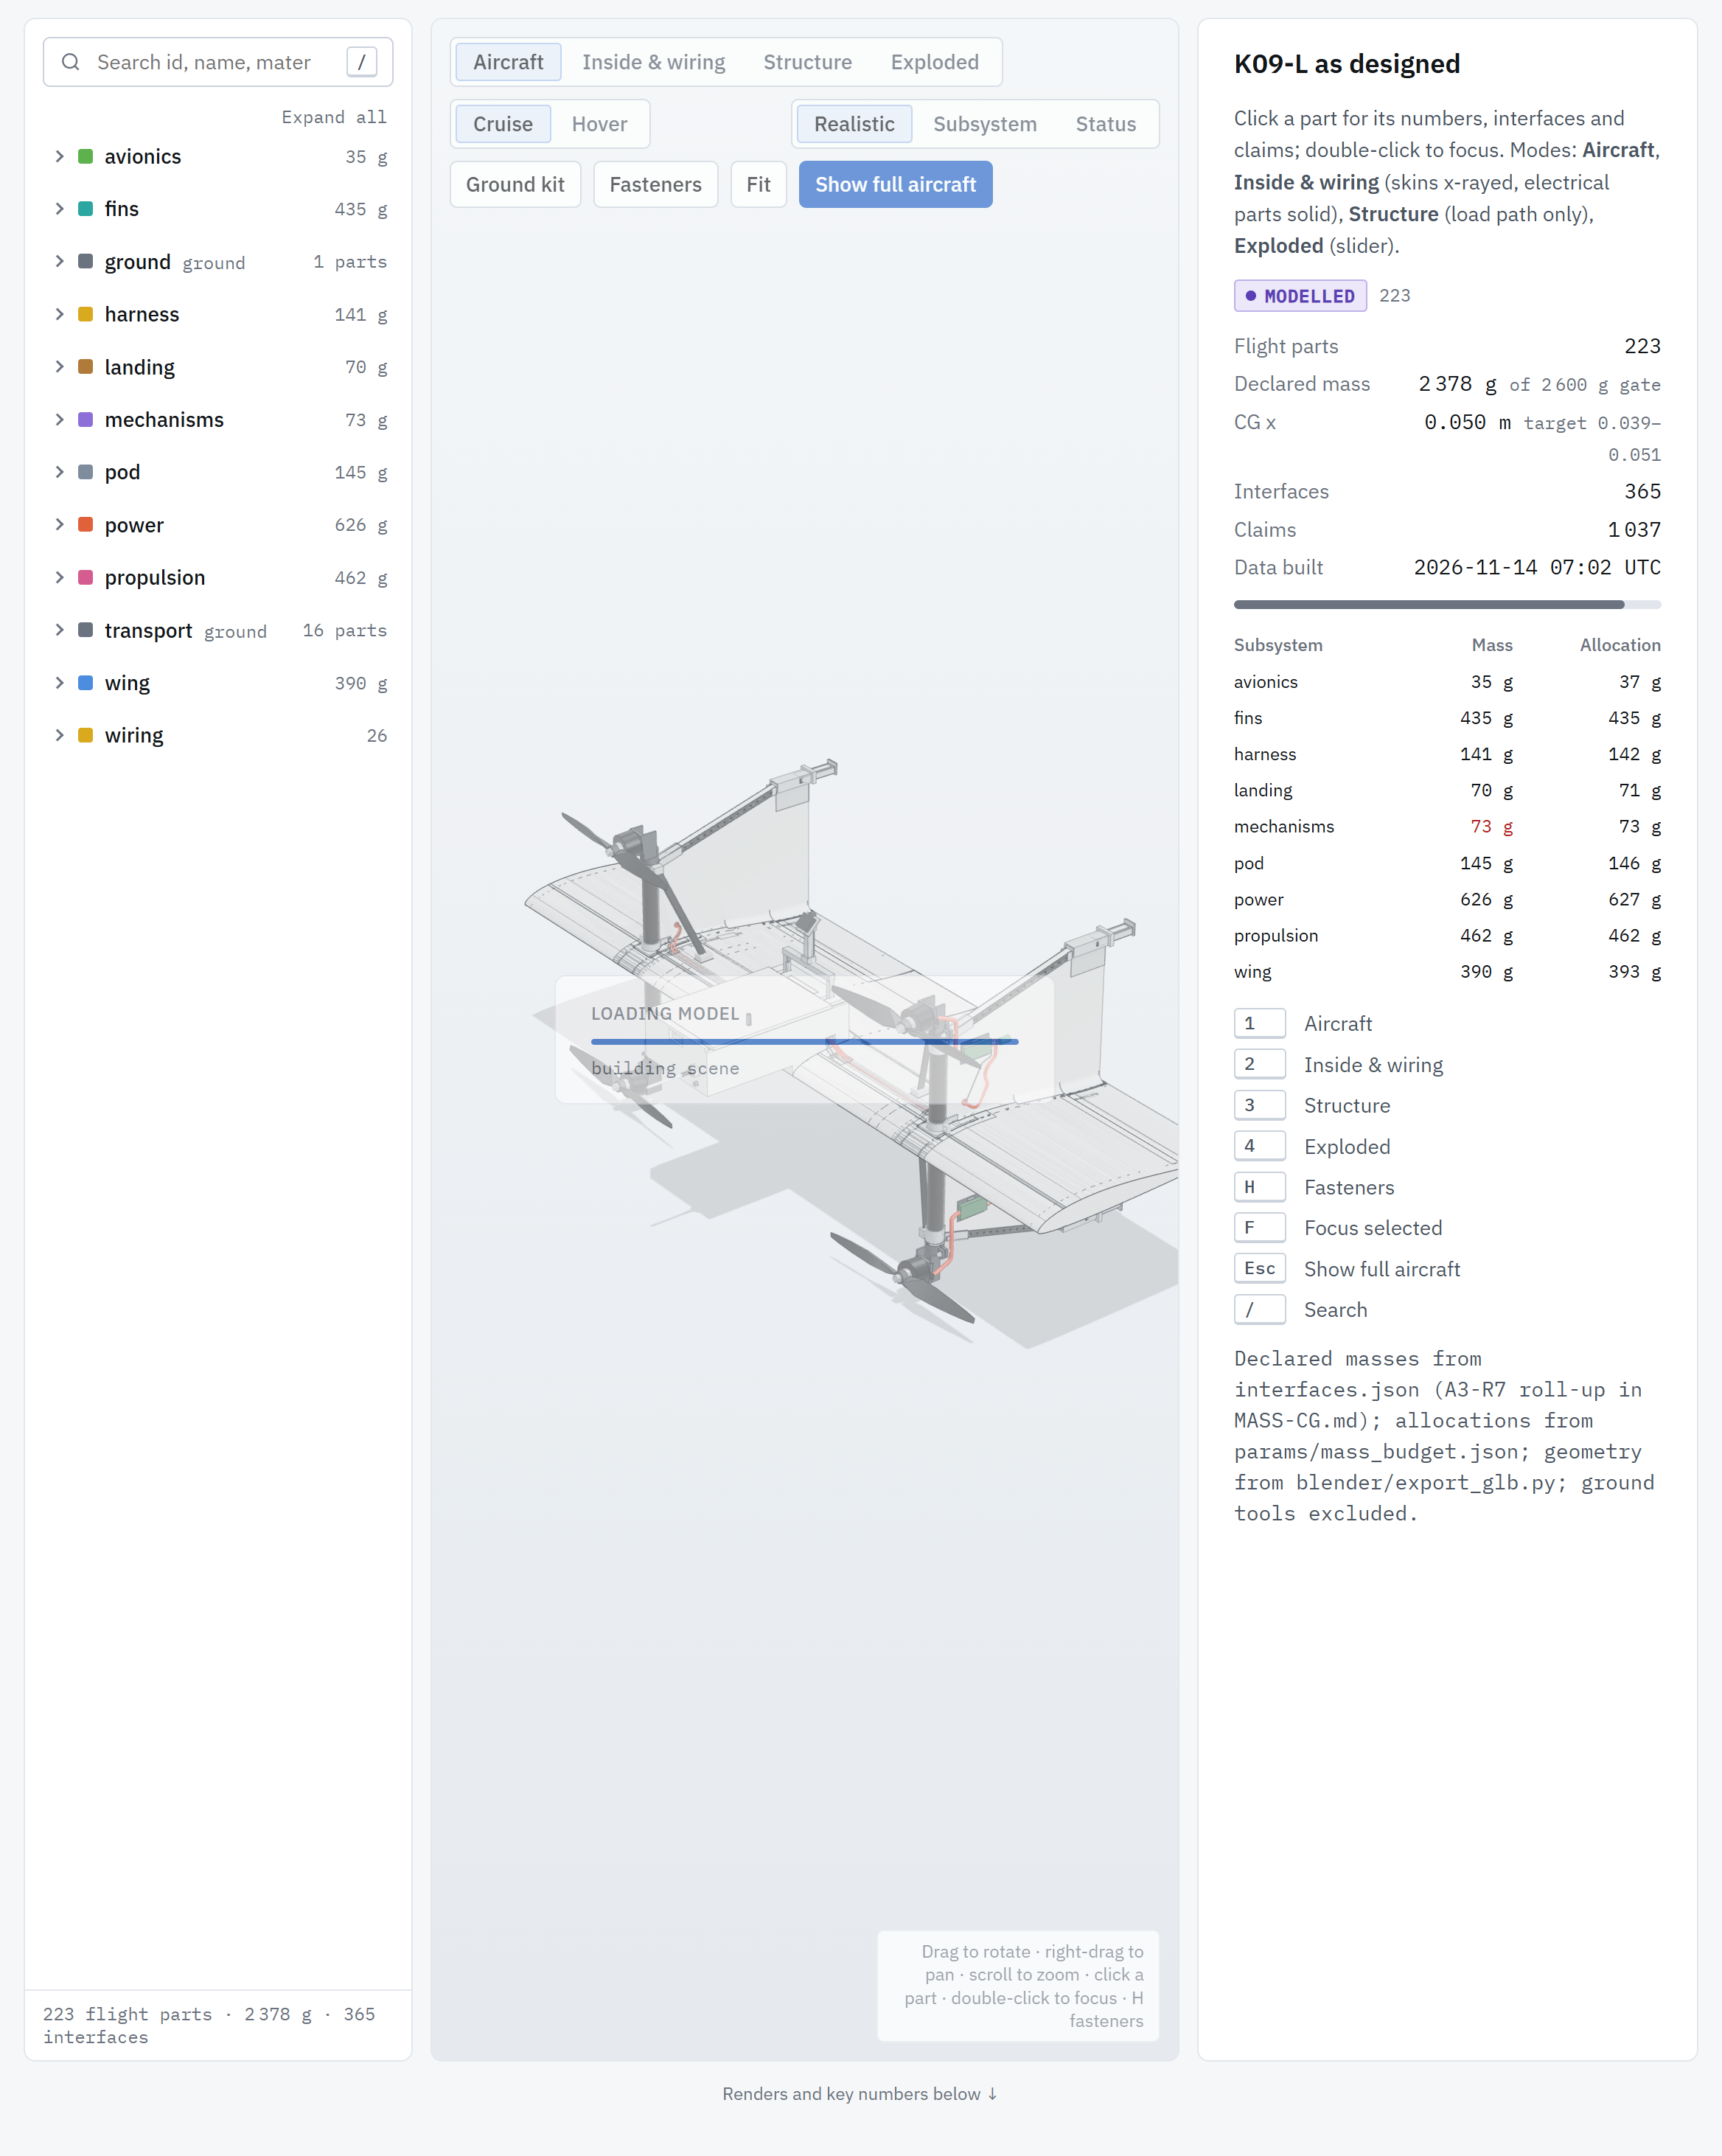 Search id, name, mater /
Expand all
avionics 35 g
fins 435 g
ground ground 1 parts
harness 141 g
landing 70 g
mechanisms 73 g
pod 145 g
power 626 g
propulsion 462 g
transport ground 16 parts
wing 390 g
wiring 26
223 flight parts · 2 378 g · 365
interfaces
Aircraft Inside & wiring Structure Exploded
Cruise Hover Realistic Subsystem Status
Ground kit Fasteners Fit Show full aircraft
LOADING MODEL
building scene
Drag to rotate · right-drag to
pan · scroll to zoom · click a
part · double-click to focus · H
fasteners
K09-L as designed
Click a part for its numbers, interfaces and
claims; double-click to focus. Modes: Aircraft,
Inside & wiring (skins x-rayed, electrical
parts solid), Structure (load path only),
Exploded (slider).
MODELLED 223
Flight parts 223
Declared mass 2 378 g of 2 600 g gate
CG x 0.050 m target 0.039–
0.051
Interfaces 365
Claims 1 037
Data built 2026-11-14 07:02 UTC
Subsystem Mass Allocation
avionics 35 g 37 g
fins 435 g 435 g
harness 141 g 142 g
landing 70 g 71 g
mechanisms 73 g 73 g
pod 145 g 146 g
power 626 g 627 g
propulsion 462 g 462 g
wing 390 g 393 g
1 Aircraft
2 Inside & wiring
3 Structure
4 Exploded
H Fasteners
F Focus selected
Esc Show full aircraft
/ Search
Declared masses from
interfaces.json (A3-R7 roll-up in
MASS-CG.md); allocations from
params/mass_budget.json; geometry
from blender/export_glb.py; ground
tools excluded.
Renders and key numbers below ↓